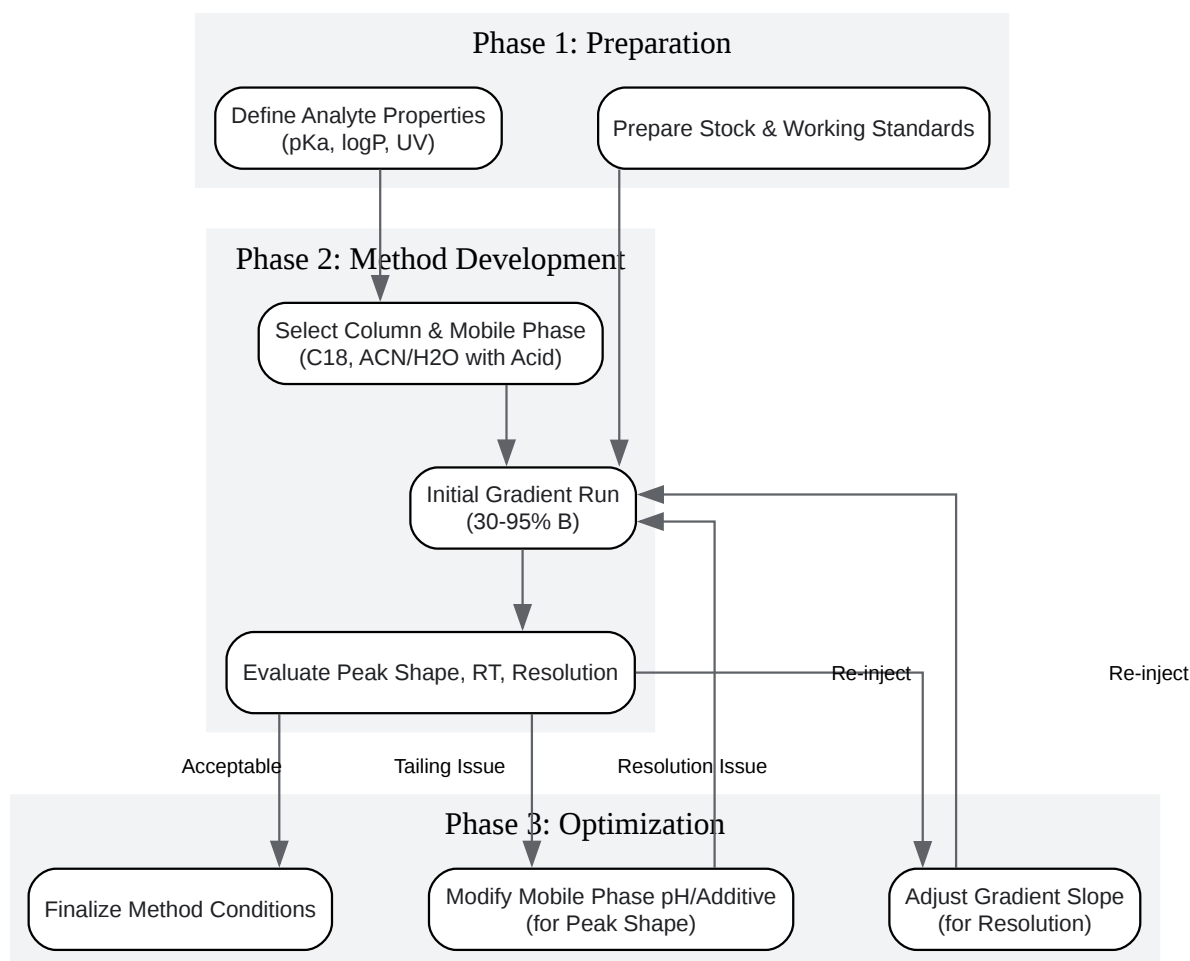 Phase 1: Preparation
Define Analyte Properties
(pKa, logP, UV)
Prepare Stock & Working Standards
Phase 2: Method Development
Select Column & Mobile Phase
(C18, ACN/H2O with Acid)
Initial Gradient Run
(30-95% B)
Evaluate Peak Shape, RT, Resolution
Re-inject
Re-inject
Acceptable
Tailing Issue
Resolution Issue
Phase 3: Optimization
Finalize Method Conditions
Modify Mobile Phase pH/Additive
(for Peak Shape)
Adjust Gradient Slope
(for Resolution)